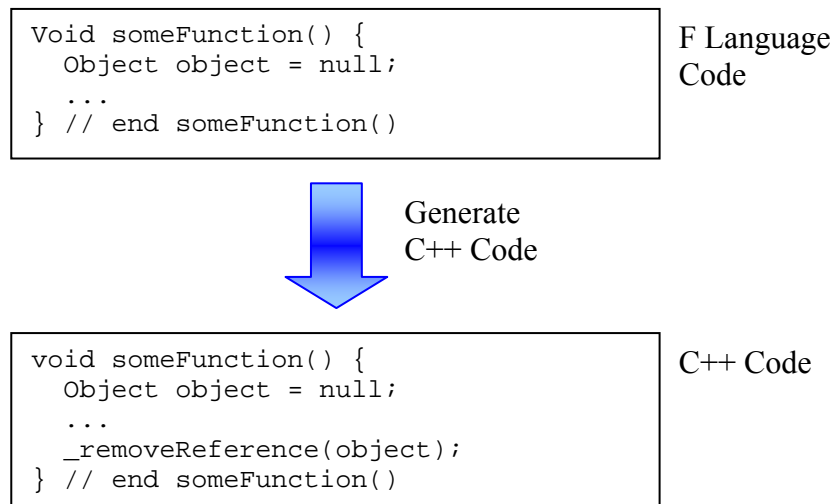 Void someFunction() {
  Object object = null;
  ...
} // end someFunction()
F Language
Code
Generate
C++ Code
void someFunction() {
  Object object = null;
  ...
  _removeReference(object);
} // end someFunction()
C++ Code